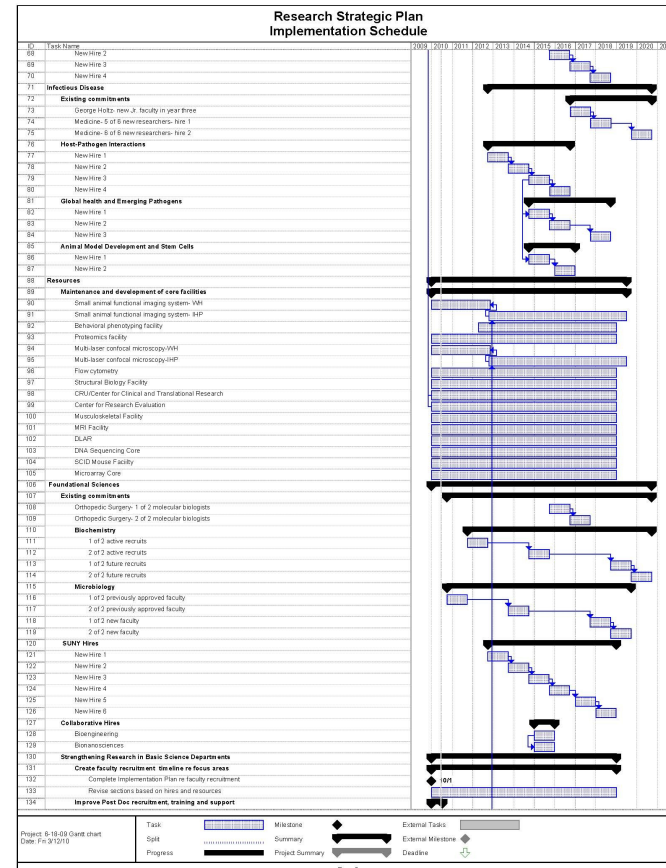 Research Strategic Plan
Implementation Schedule
ID Task Name 2009 2010 2011 2012 2013 2014 2015 2016 2017 2018 2019 2020 20
68 New Hire 2
69 New Hire 3
70 New Hire 4
71 Infectious Disease
72 Existing commitments
73 George Holtz- new Jr. faculty in year three
74 Medicine- 5 of 6 new researchers- hire 1
75 Medicine- 6 of 6 new researchers- hire 2
76 Host-Pathogen Interactions
77 New Hire 1
78 New Hire 2
79 New Hire 3
80 New Hire 4
81 Global health and Emerging Pathogens
82 New Hire 1
83 New Hire 2
84 New Hire 3
85 Animal Model Development and Stem Cells
86 New Hire 1
87 New Hire 2
88 Resources
89 Maintenance and development of core facilities
90 Small animal functional imaging system- WH
91 Small animal functional imaging system- IHP
92 Behavioral phenotyping facility
93 Proteomics facility
94 Multi-laser confocal microscopy-WH
95 Multi-laser confocal microscopy-IHP
96 Flow cytometry
97 Structural Biology Facility
98 CRU/Center for Clinical and Translational Research
99 Center for Research Evaluation
100 Musculoskeletal Facility
101 MRI Facility
102 DLAR
103 DNA Sequencing Core
104 SCID Mouse Facility
105 Microarray Core
106 Foundational Sciences
107 Existing commitments
108 Orthopedic Surgery- 1 of 2 molecular biologists
109 Orthopedic Surgery- 2 of 2 molecular biologists
110 Biochemistry
111 1 of 2 active recruits
112 2 of 2 active recruits
113 1 of 2 future recruits
114 2 of 2 future recruits
115 Microbiology
116 1 of 2 previously approved faculty
117 2 of 2 previously approved faculty
118 1 of 2 new faculty
119 2 of 2 new faculty
120 SUNY Hires
121 New Hire 1
122 New Hire 2
123 New Hire 3
124 New Hire 4
125 New Hire 5
126 New Hire 6
127 Collaborative Hires
128 Bioengineering
129 Bionanosciences
130 Strengthening Research in Basic Science Departments
131 Create faculty recruitment timeline re focus areas
132 Complete Implementation Plan re faculty recruitment 10/1
133 Revise sections based on hires and resources
134 Improve Post Doc recruitment, training and support
Project: 6-18-09 Gantt chart
Date: Fri 3/12/10
Task Milestone External Tasks
Split Summary External Milestone
Progress Project Summary Deadline